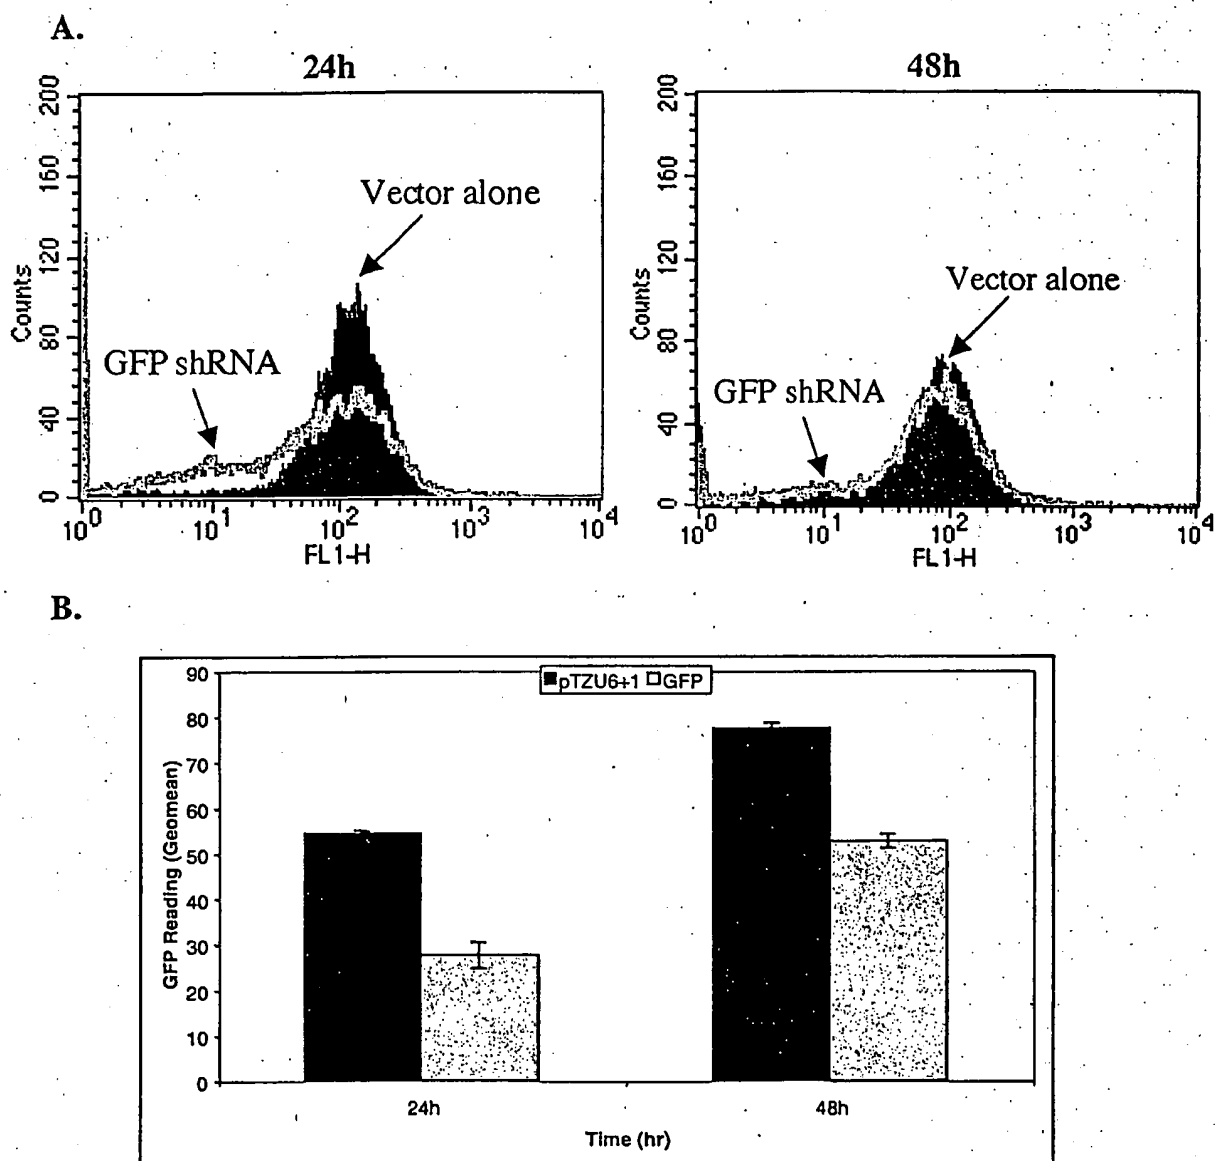 A.
24h
200
160
120
80
40
0
Counts
Vector alone
GFP shRNA
10^0 10^1 10^2 10^3 10^4
FL1-H
48h
200
160
120
80
40
0
Counts
Vector alone
GFP shRNA
10^0 10^1 10^2 10^3 10^4
FL1-H
B.
pTZU6+1 GFP
90
80
70
60
50
40
30
20
10
0
GFP Reading (Geomean)
24h 48h
Time (hr)